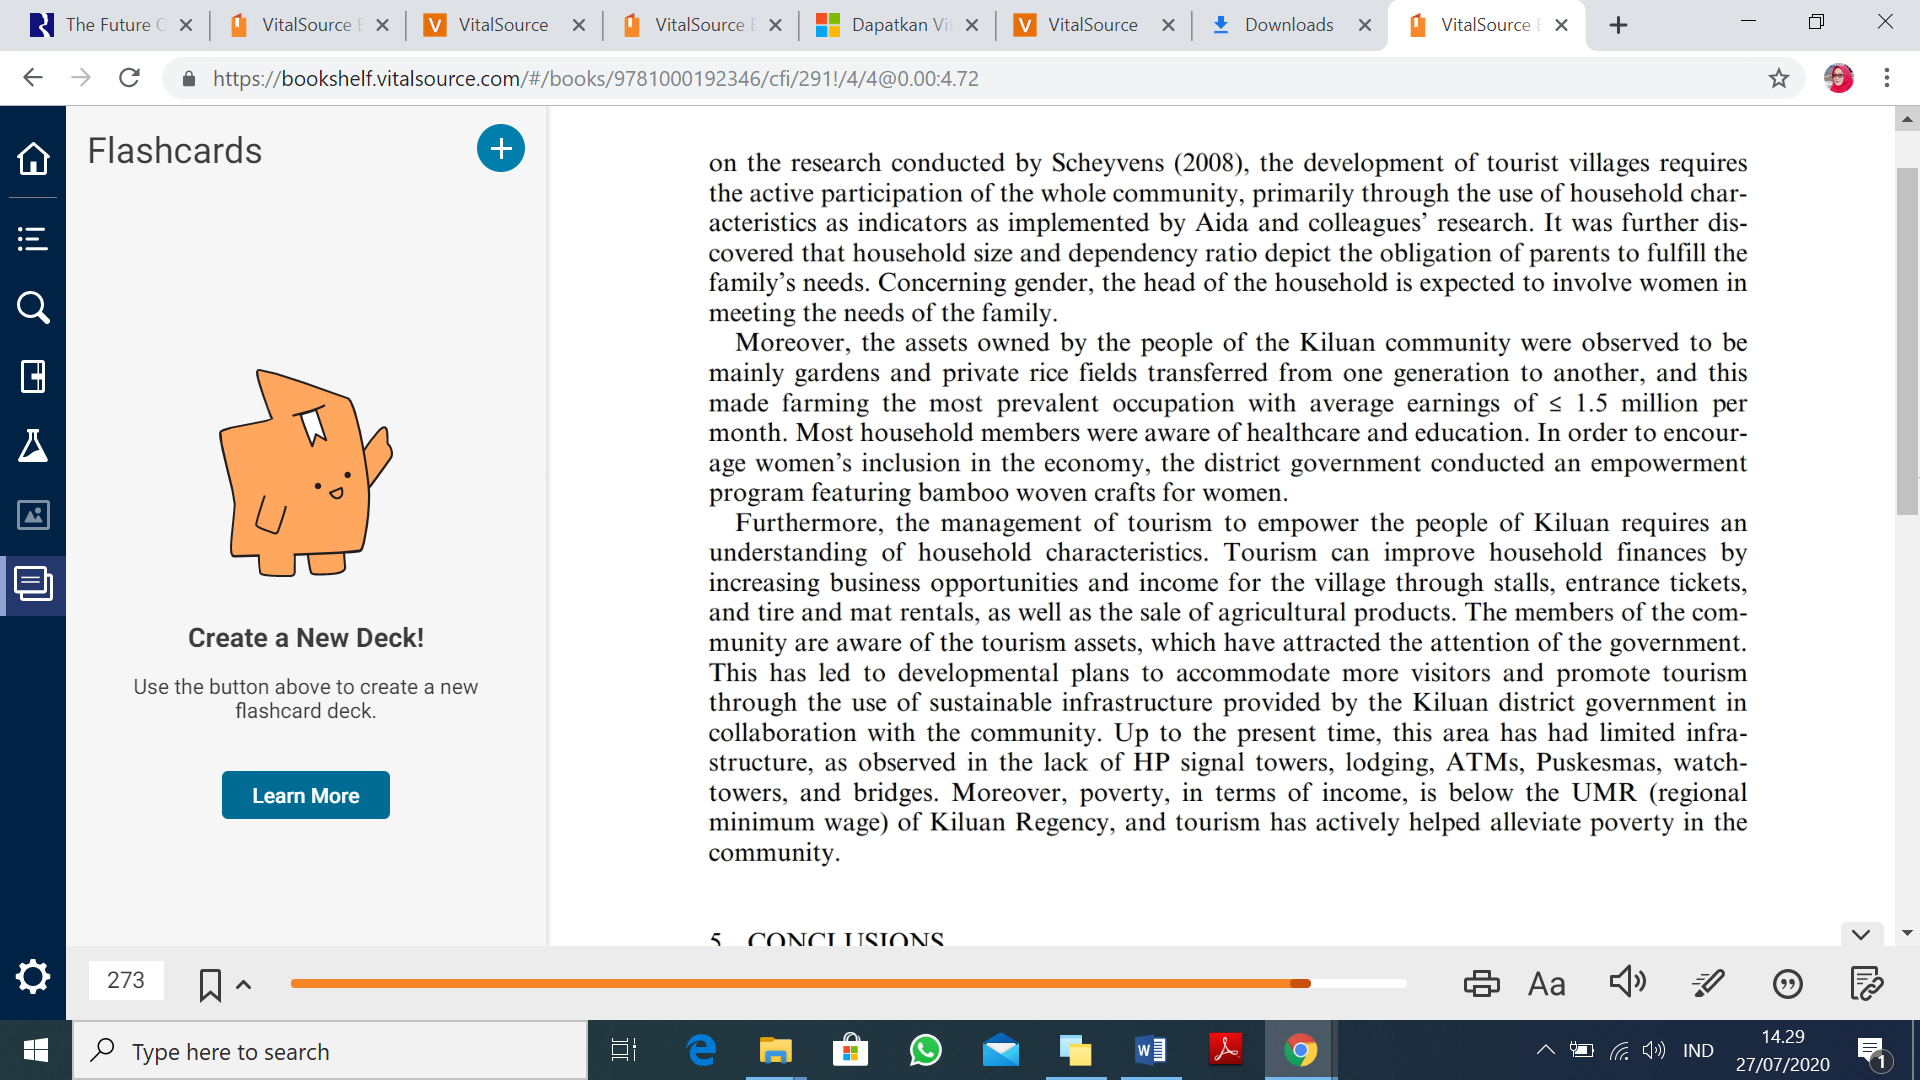 The Future C
VitalSource E
VitalSource
VitalSource E
Dapatkan Vi
VitalSource
Downloads
VitalSource E
https://bookshelf.vitalsource.com/#/books/9781000192346/cfi/291!/4/4@0.00:4.72
Flashcards
Create a New Deck!
Use the button above to create a new
flashcard deck.
Learn More
on the research conducted by Scheyvens (2008), the development of tourist villages requires
the active participation of the whole community, primarily through the use of household char-
acteristics as indicators as implemented by Aida and colleagues' research. It was further dis-
covered that household size and dependency ratio depict the obligation of parents to fulfill the
family's needs. Concerning gender, the head of the household is expected to involve women in
meeting the needs of the family.
Moreover, the assets owned by the people of the Kiluan community were observed to be
mainly gardens and private rice fields transferred from one generation to another, and this
made farming the most prevalent occupation with average earnings of ≤ 1.5 million per
month. Most household members were aware of healthcare and education. In order to encour-
age women's inclusion in the economy, the district government conducted an empowerment
program featuring bamboo woven crafts for women.
Furthermore, the management of tourism to empower the people of Kiluan requires an
understanding of household characteristics. Tourism can improve household finances by
increasing business opportunities and income for the village through stalls, entrance tickets,
and tire and mat rentals, as well as the sale of agricultural products. The members of the com-
munity are aware of the tourism assets, which have attracted the attention of the government.
This has led to developmental plans to accommodate more visitors and promote tourism
through the use of sustainable infrastructure provided by the Kiluan district government in
collaboration with the community. Up to the present time, this area has had limited infra-
structure, as observed in the lack of HP signal towers, lodging, ATMs, Puskesmas, watch-
towers, and bridges. Moreover, poverty, in terms of income, is below the UMR (regional
minimum wage) of Kiluan Regency, and tourism has actively helped alleviate poverty in the
community.
5 CONCLUSIONS
273
Aa
Type here to search
IND
14.29
27/07/2020
1